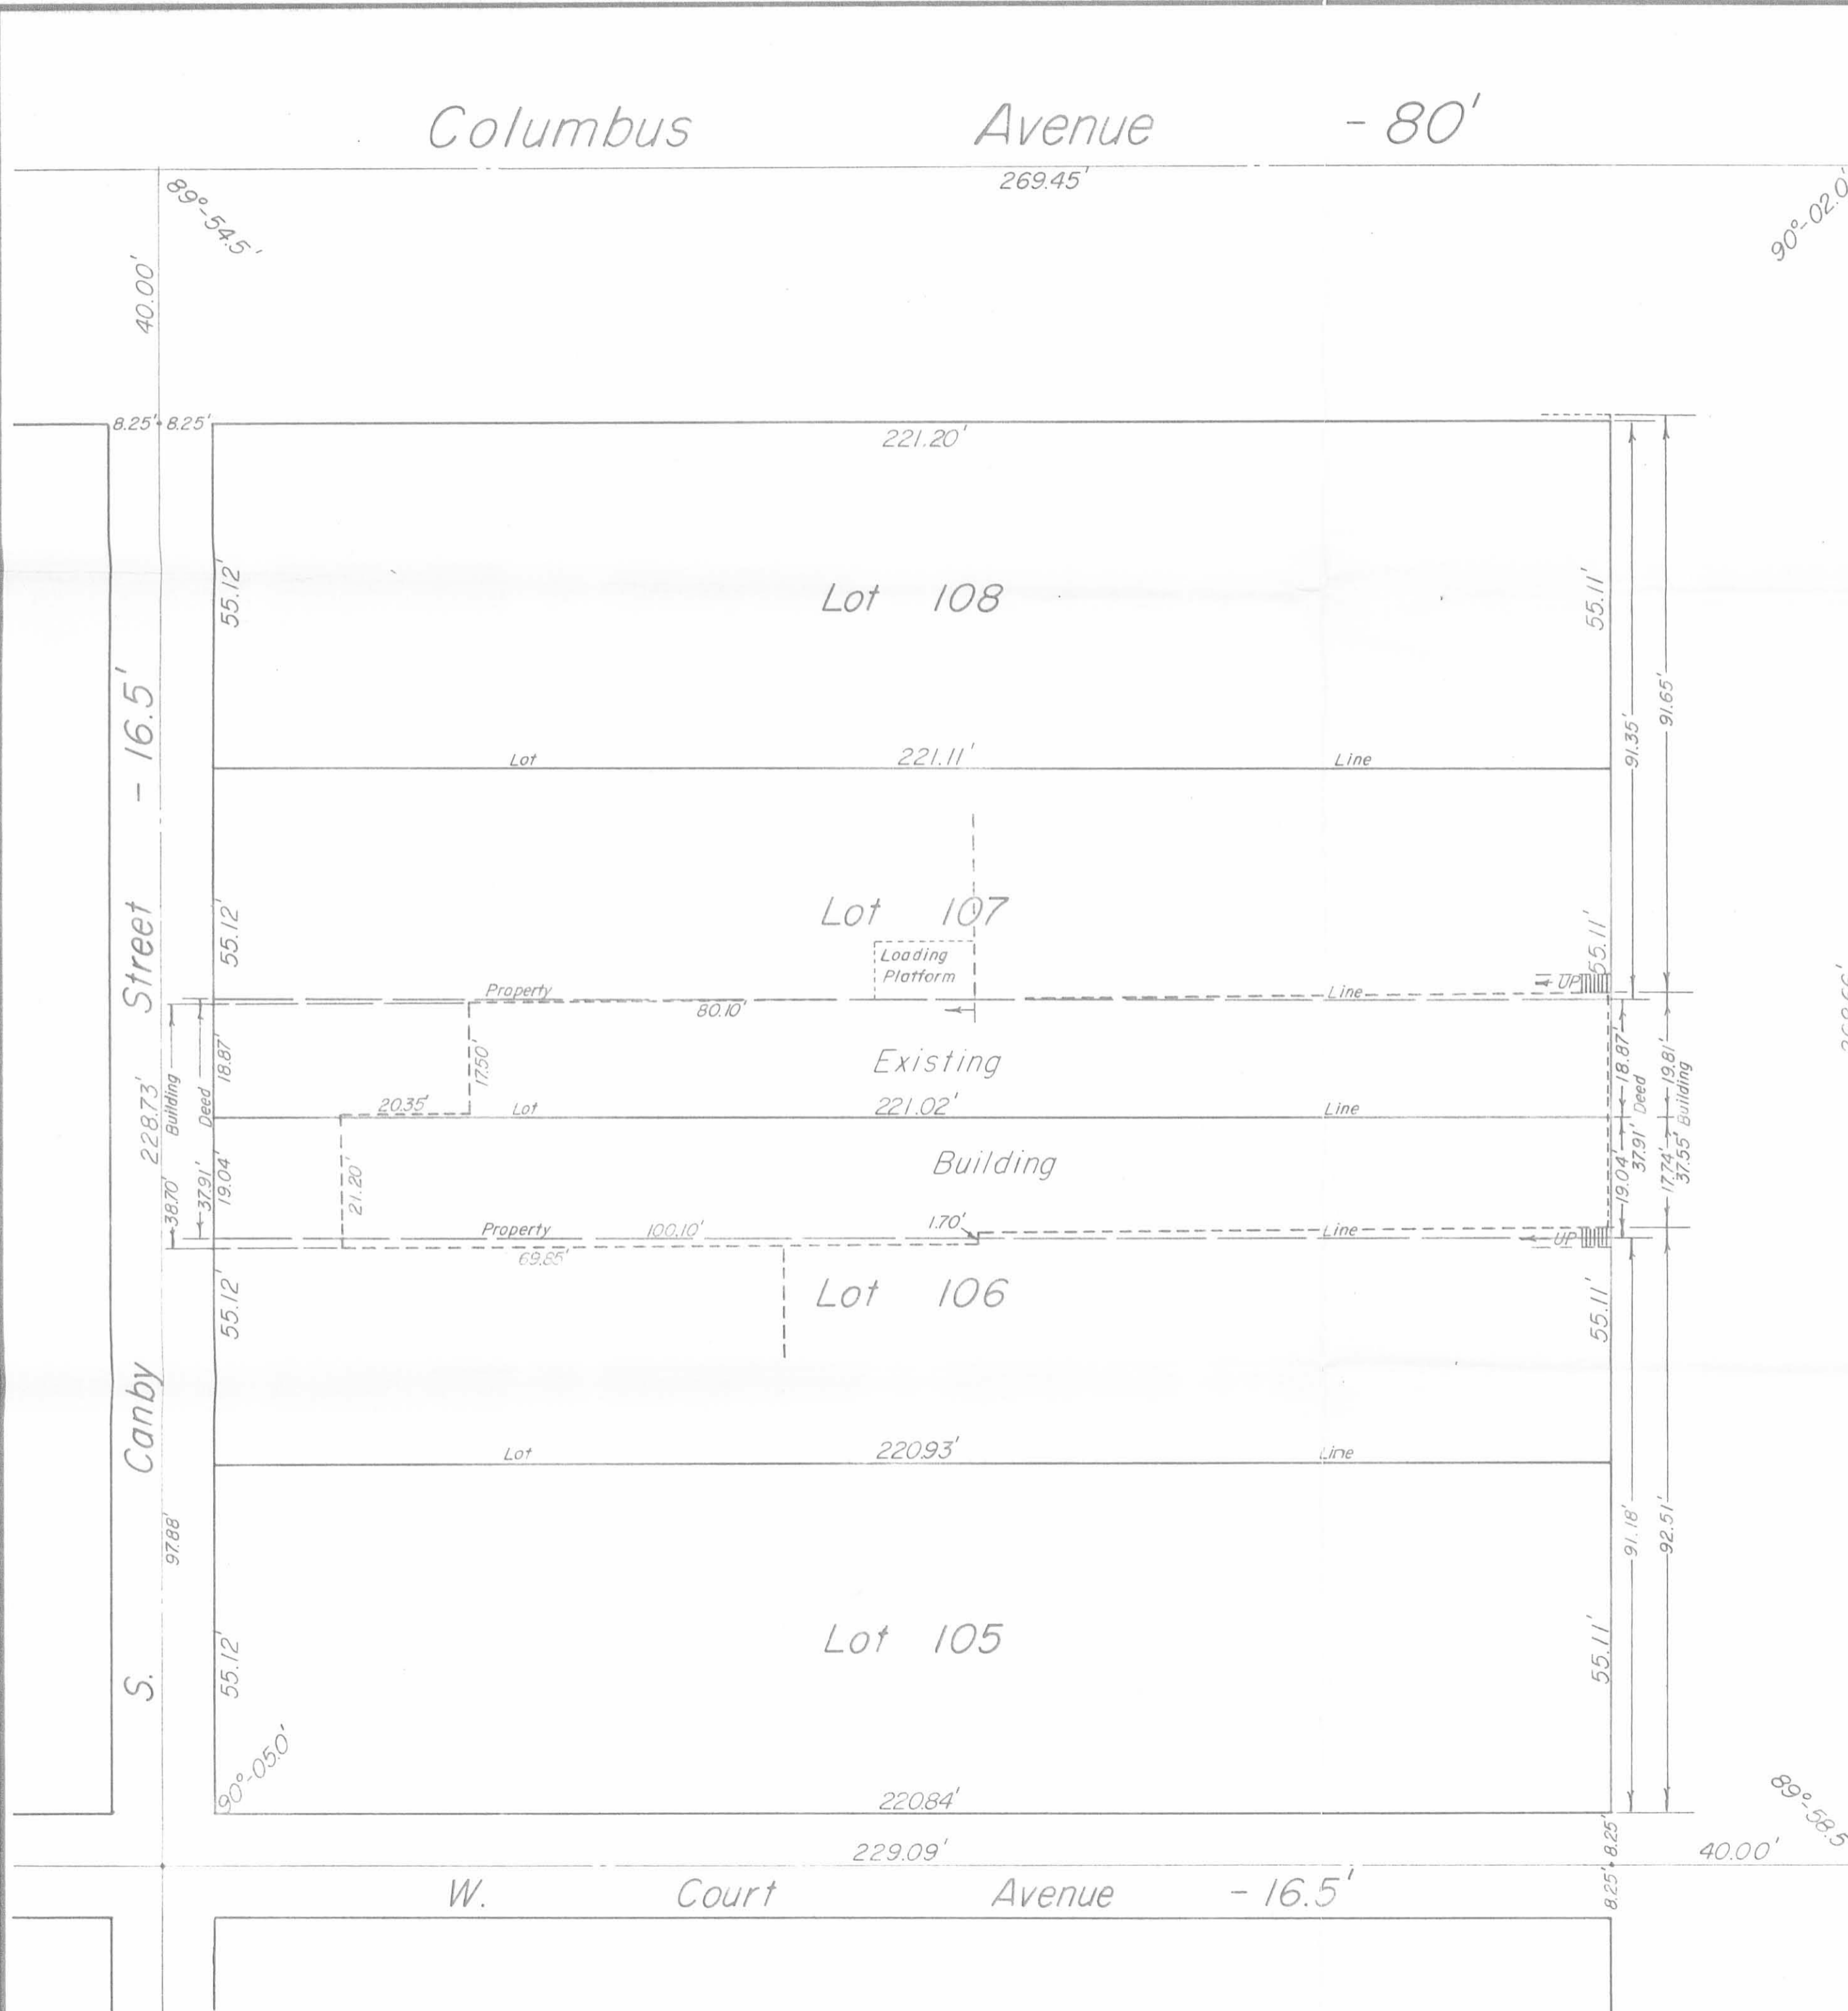 Columbus Avenue - 80'
269.45'
89°-54.5'
90°-02.0'
40.00'
8.25' 8.25'
221.20'
55.12'
Lot 108
55.11'
91.35'
91.65'
Lot 221.11' Line
S. Canby Street - 16.5'
228.73'
55.12'
Lot 107
55.11'
Loading
Platform
UP
Property Line
80.10'
Building
38.70'
Deed
37.91'
18.87'
17.50'
Existing
18.87'
19.81'
Deed
37.91'
Building
37.55'
20.35'
Lot 221.02' Line
19.04'
21.20'
Building
19.04'
17.74'
Property 100.10' 1.70' Line
UP
69.85'
55.12'
Lot 106
55.11'
Lot 220.93' Line
97.88'
91.18'
92.51'
55.12'
Lot 105
55.11'
90°-05.0'
220.84'
89°-58.5
229.09'
8.25' 8.25'
40.00'
W. Court Avenue - 16.5'